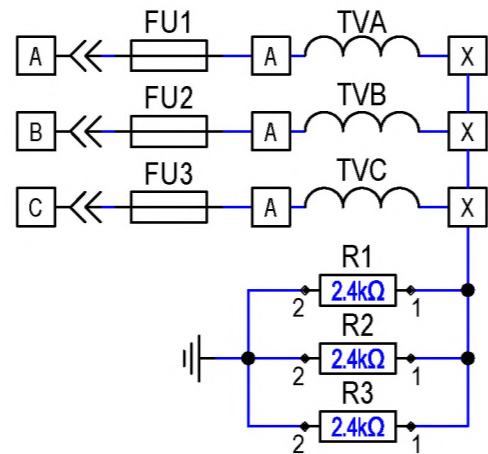 FU1 TVA
A A X
FU2 TVB
B A X
FU3 TVC
C A X
R1
2 2.4kΩ 1
R2
2 2.4kΩ 1
R3
2 2.4kΩ 1